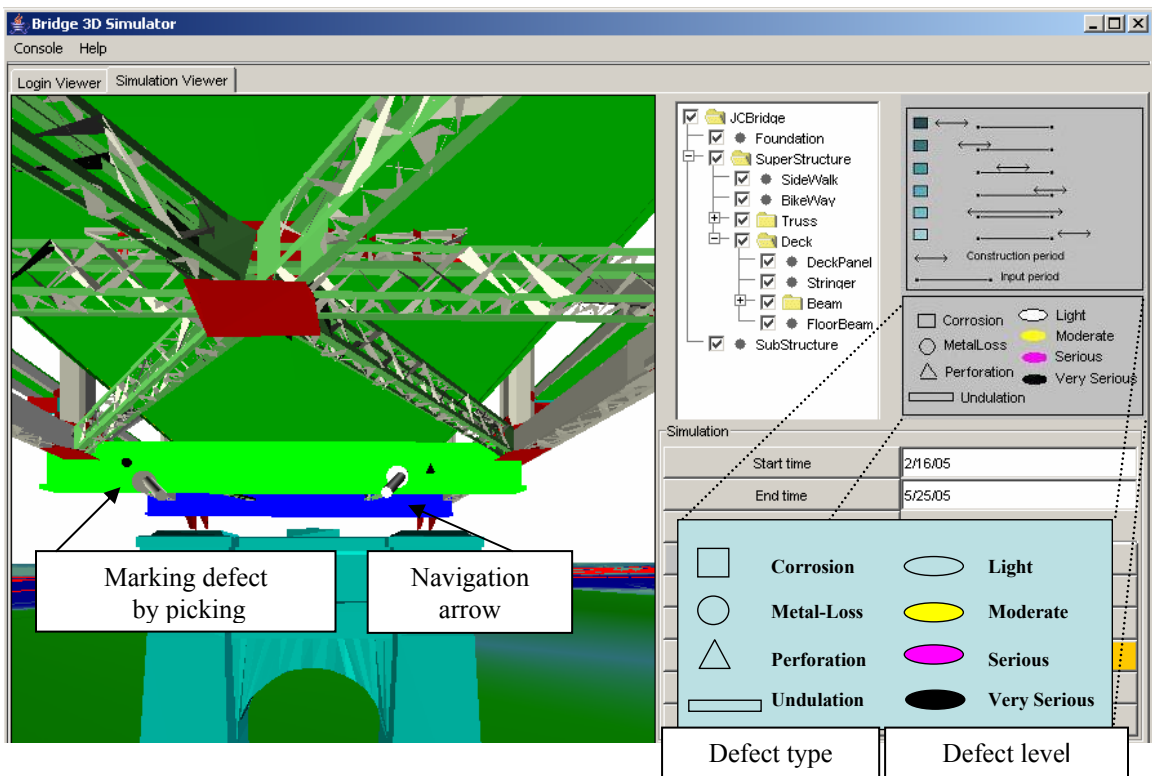 Bridge 3D Simulator
Console Help
Login Viewer Simulation Viewer
JCBridge
Foundation
SuperStructure
SideWalk
BikeWay
Truss
Deck
DeckPanel
Stringer
Beam
FloorBeam
SubStructure
Construction period
Input period
Corrosion Light
MetalLoss Moderate
Perforation Serious
Undulation Very Serious
Simulation
Start time 2/16/05
End time 5/25/05
Marking defect
by picking
Navigation
arrow
Corrosion Light
Metal-Loss Moderate
Perforation Serious
Undulation Very Serious
Defect type Defect level